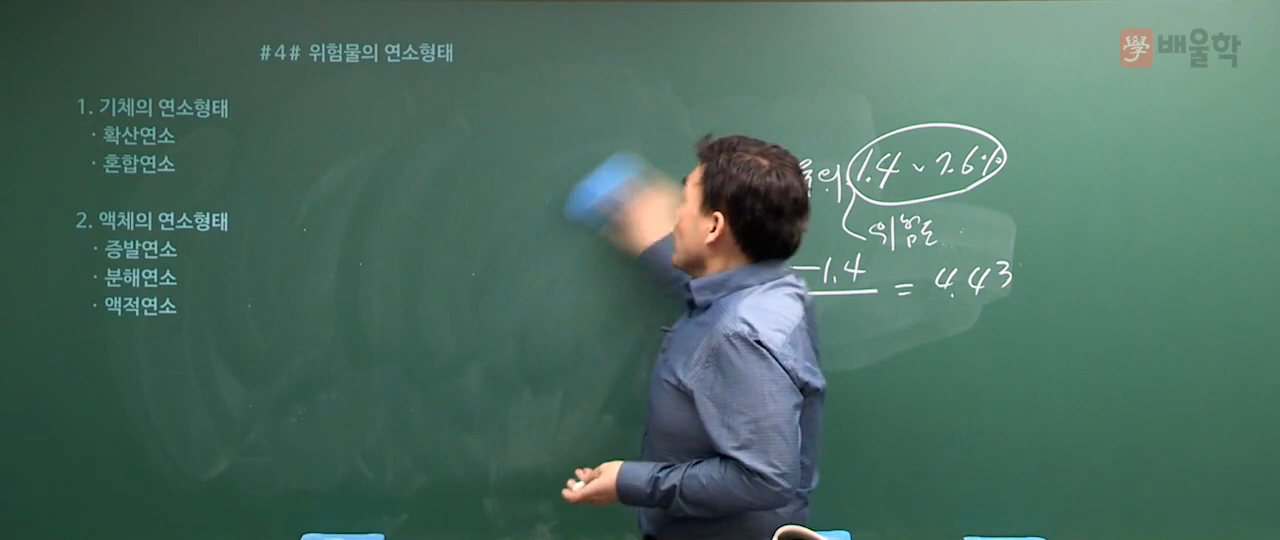 #4# 위험물의 연소형태
學 배울학
1. 기체의 연소형태
· 확산연소
· 혼합연소
2. 액체의 연소형태
· 증발연소
· 분해연소
· 액적연소
의 1.4 ~ 7.6%
위험도
-1.4 = 4.43